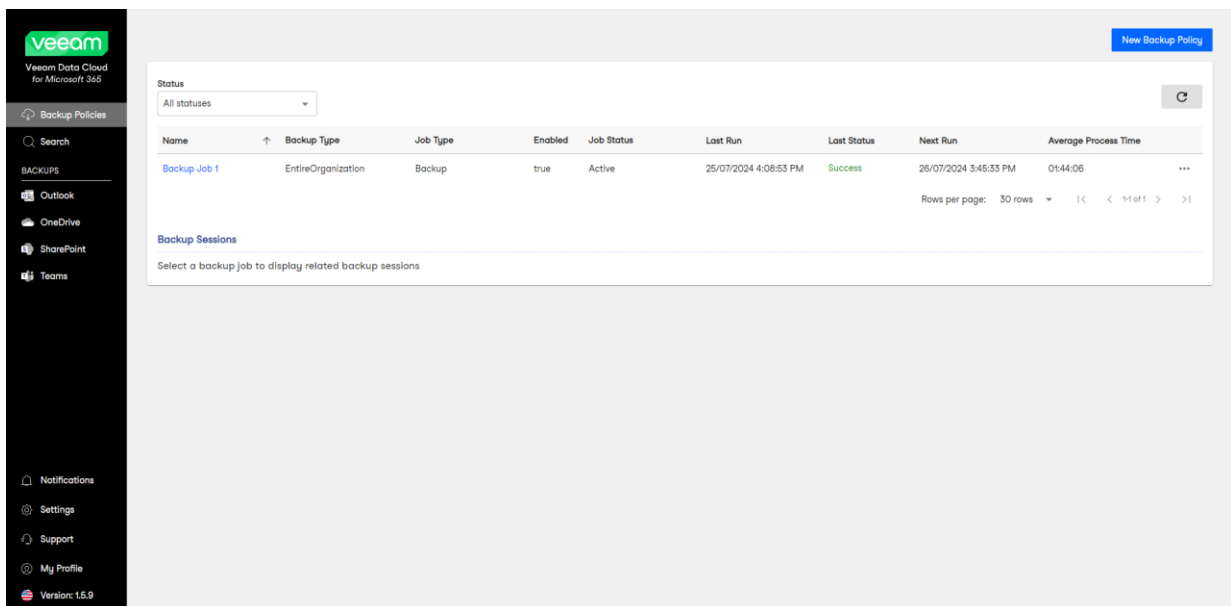 veeam
Veeam Data Cloud
for Microsoft 365
Backup Policies
Search
BACKUPS
Outlook
OneDrive
SharePoint
Teams
Notifications
Settings
Support
My Profile
Version: 1.5.9
New Backup Policy
Status
All statuses
Name Backup Type Job Type Enabled Job Status Last Run Last Status Next Run Average Process Time
Backup Job 1 EntireOrganization Backup true Active 25/07/2024 4:08:53 PM Success 26/07/2024 3:45:33 PM 01:44:06
Rows per page: 30 rows 1-1 of 1
Backup Sessions
Select a backup job to display related backup sessions